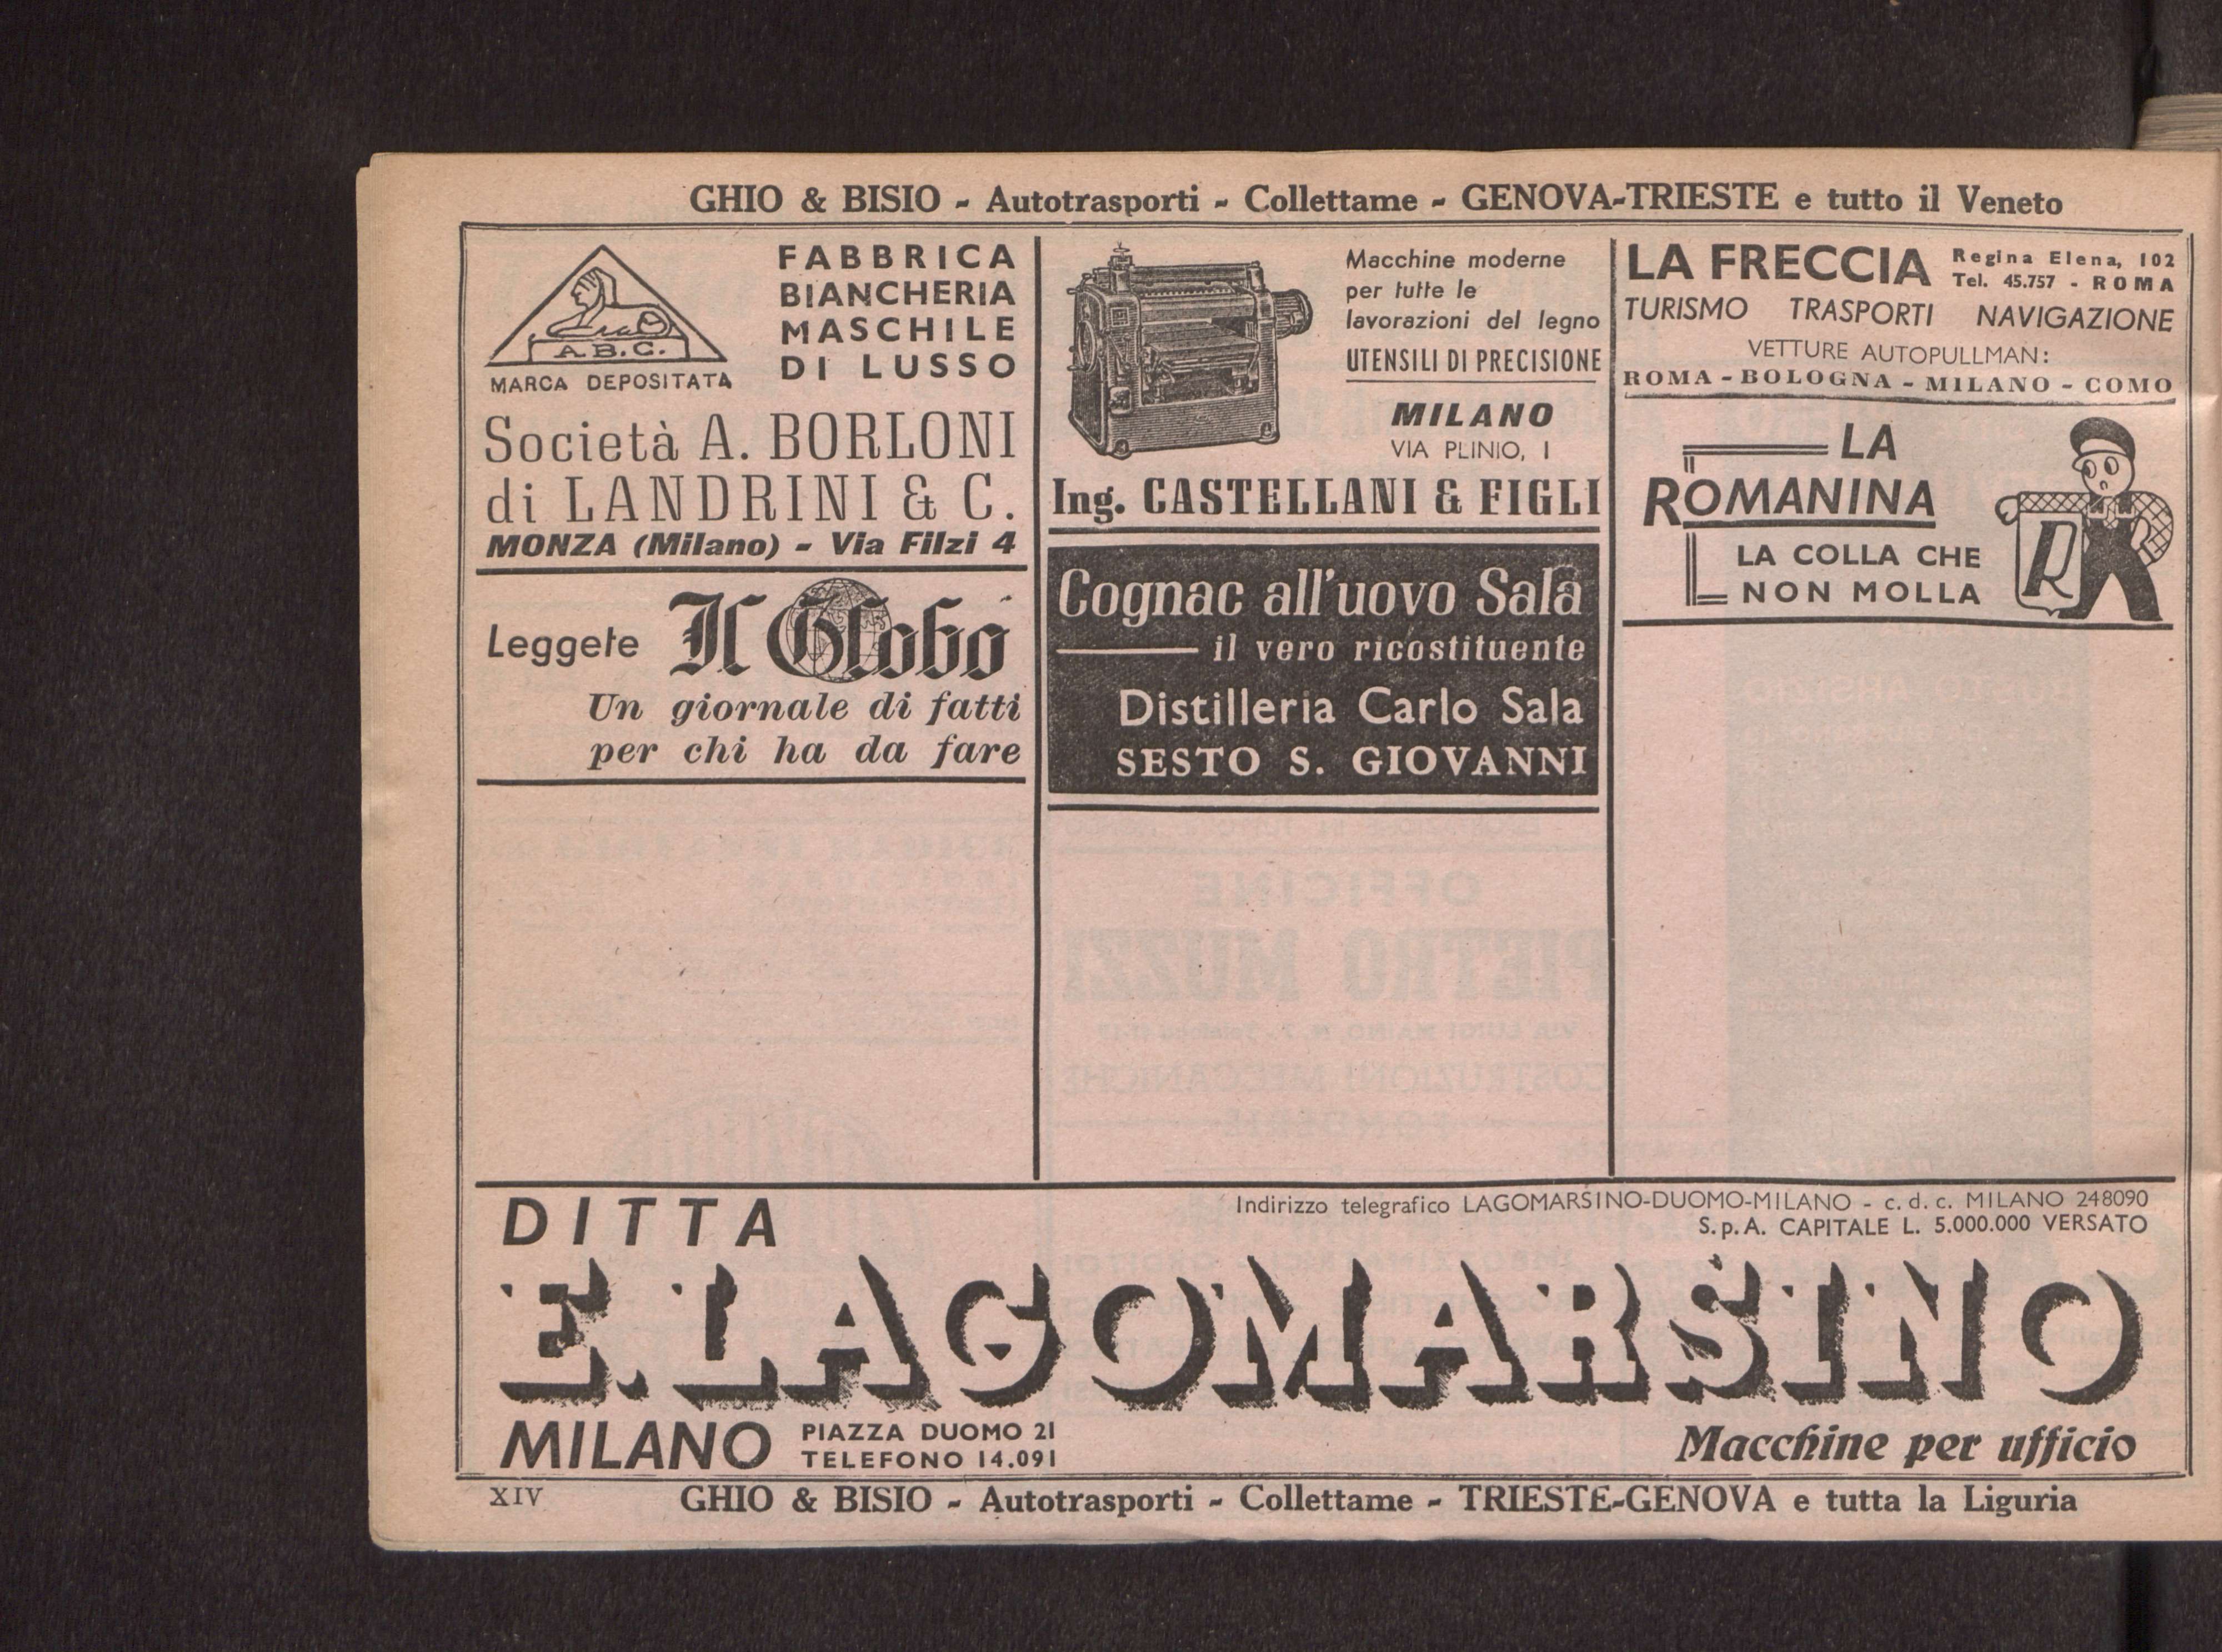 GHIO & BISIO - Autotrasporti - Collettame - GENOVA-TRIESTE e tutto il Veneto
A.B.C.
MARCA DEPOSITATA
FABBRICA
BIANCHERIA
MASCHILE
DI LUSSO
Società A. BORLONI
di LANDRINI & C.
MONZA (Milano) - Via Filzi 4
Leggete Il Globo
Un giornale di fatti
per chi ha da fare
Macchine moderne
per tutte le
lavorazioni del legno
UTENSILI DI PRECISIONE
MILANO
VIA PLINIO, 1
Ing. CASTELLANI & FIGLI
Cognac all'uovo Sala
il vero ricostituente
Distilleria Carlo Sala
SESTO S. GIOVANNI
LA FRECCIA
Regina Elena, 102
Tel. 45.757 - ROMA
TURISMO TRASPORTI NAVIGAZIONE
VETTURE AUTOPULLMAN:
ROMA - BOLOGNA - MILANO - COMO
LA
ROMANINA
LA COLLA CHE
NON MOLLA
R
DITTA
Indirizzo telegrafico LAGOMARSINO-DUOMO-MILANO - c.d.c. MILANO 248090
S.p.A. CAPITALE L. 5.000.000 VERSATO
E. LAGOMARSINO
MILANO
PIAZZA DUOMO 21
TELEFONO 14.091
Macchine per ufficio
XIV
GHIO & BISIO - Autotrasporti - Collettame - TRIESTE-GENOVA e tutta la Liguria